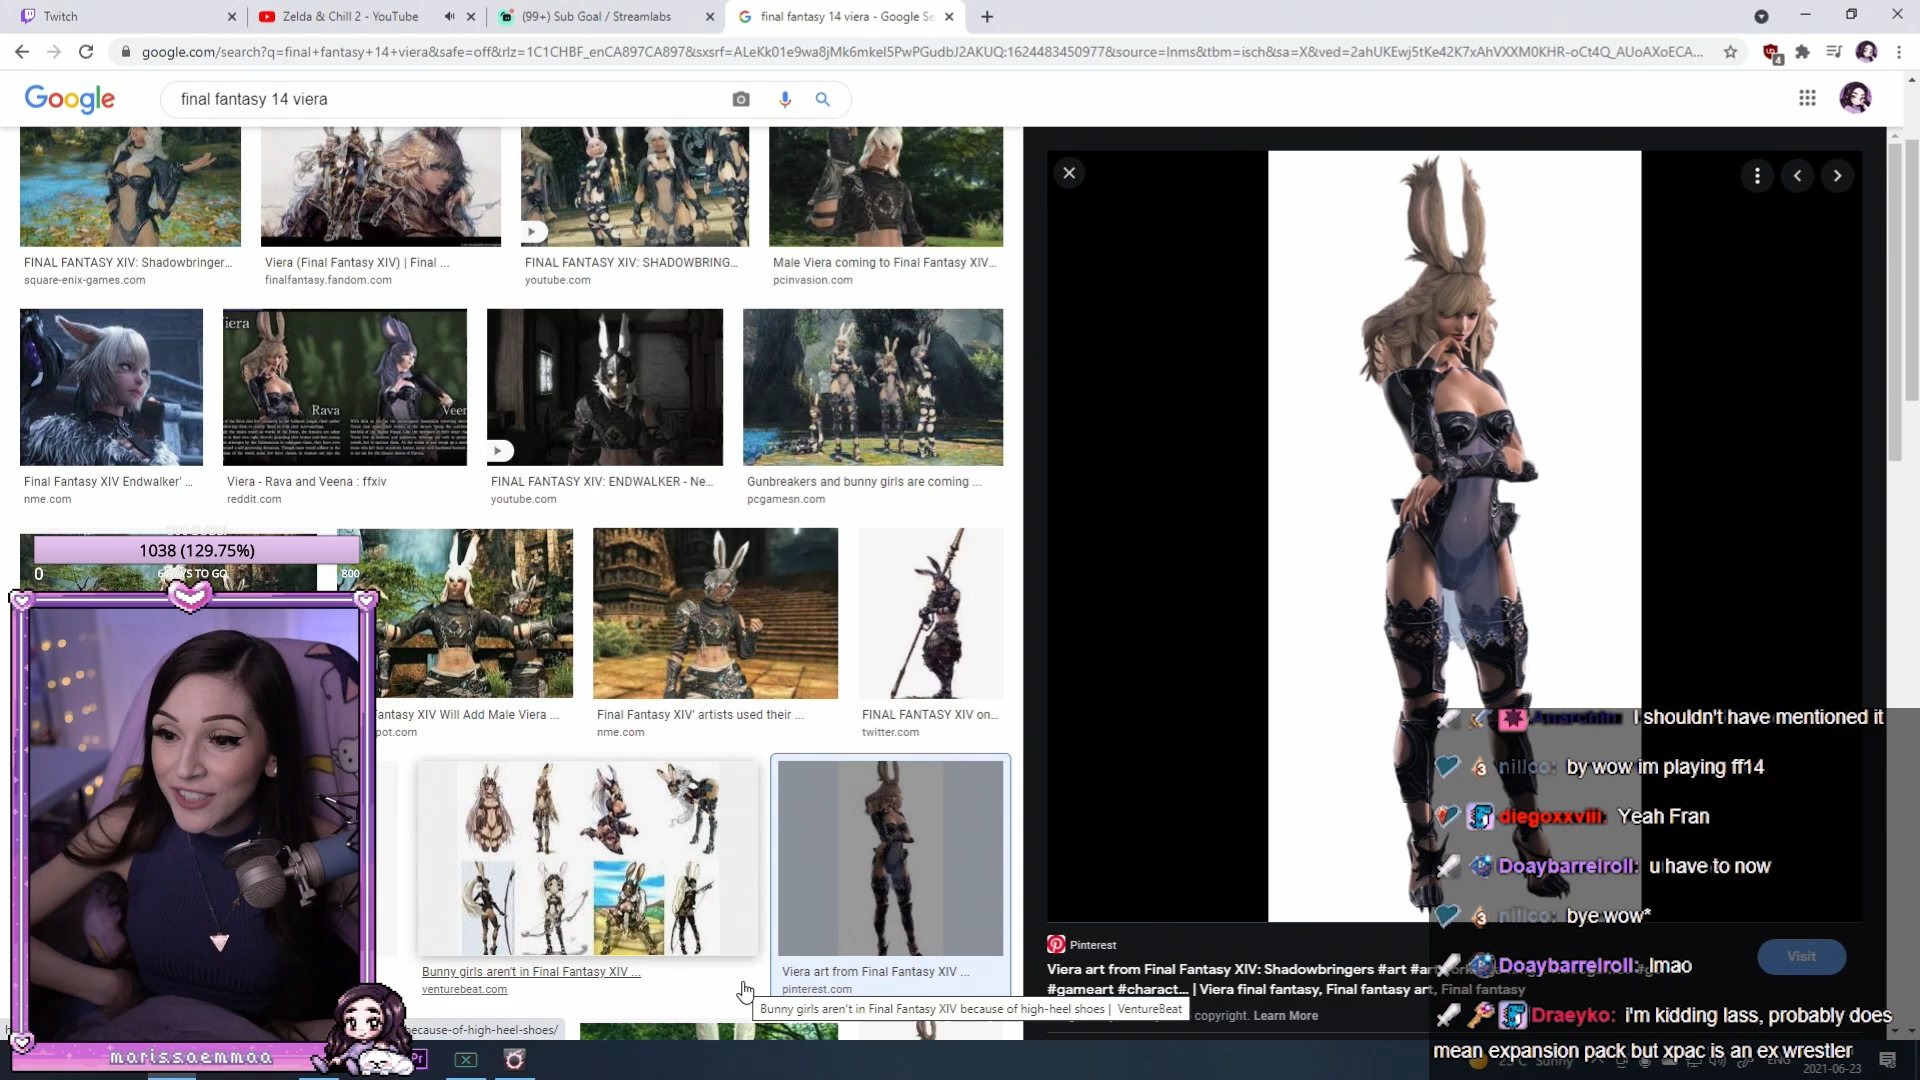 Twitch
Zelda & Chill 2 - YouTube
(99+) Sub Goal / Streamlabs
final fantasy 14 viera - Google Se
google.com/search?q=final+fantasy+14+viera&safe=off&rlz=1C1CHBF_enCA897CA897&sxsrf=ALeKk01e9wa8jMk6mkel5PwPGudbJ2AKUQ:1624483450977&source=lnms&tbm=isch&sa=X&ved=2ahUKEwj5tKe42K7xAhVXXM0KHR-oCt4Q_AUoAXoECA...
4
Google
final fantasy 14 viera
FINAL FANTASY XIV: Shadowbringer...
square-enix-games.com
Viera (Final Fantasy XIV) | Final ...
finalfantasy.fandom.com
FINAL FANTASY XIV: SHADOWBRING...
youtube.com
Male Viera coming to Final Fantasy XIV...
pcinvasion.com
iera
Rava
Final Fantasy XIV Endwalker' ...
nme.com
Viera - Rava and Veena : ffxiv
reddit.com
FINAL FANTASY XIV: ENDWALKER - Ne...
youtube.com
Gunbreakers and bunny girls are coming ...
pcgamesn.com
1038 (129.75%)
0
800
antasy XIV Will Add Male Viera ...
pot.com
Final Fantasy XIV' artists used their ...
nme.com
FINAL FANTASY XIV on...
twitter.com
Bunny girls aren't in Final Fantasy XIV ...
venturebeat.com
Viera art from Final Fantasy XIV ...
pinterest.com
Bunny girls aren't in Final Fantasy XIV because of high-heel shoes | VentureBeat
ecause-of-high-heel-shoes/
marissaemmaa
Pinterest
Viera art from Final Fantasy XIV: Shadowbringers #art
#gameart #charact... | Viera final fantasy, Final fantasy art, Final fantasy
copyright. Learn More
Visit
Anarchin: I shouldn't have mentioned it
nillco: by wow im playing ff14
diegoxxviii: Yeah Fran
Doaybarrelroll: u have to now
nillco: bye wow*
Doaybarrelroll: lmao
Draeyko: i'm kidding lass, probably does
mean expansion pack but xpac is an ex wrestler
2021-06-23